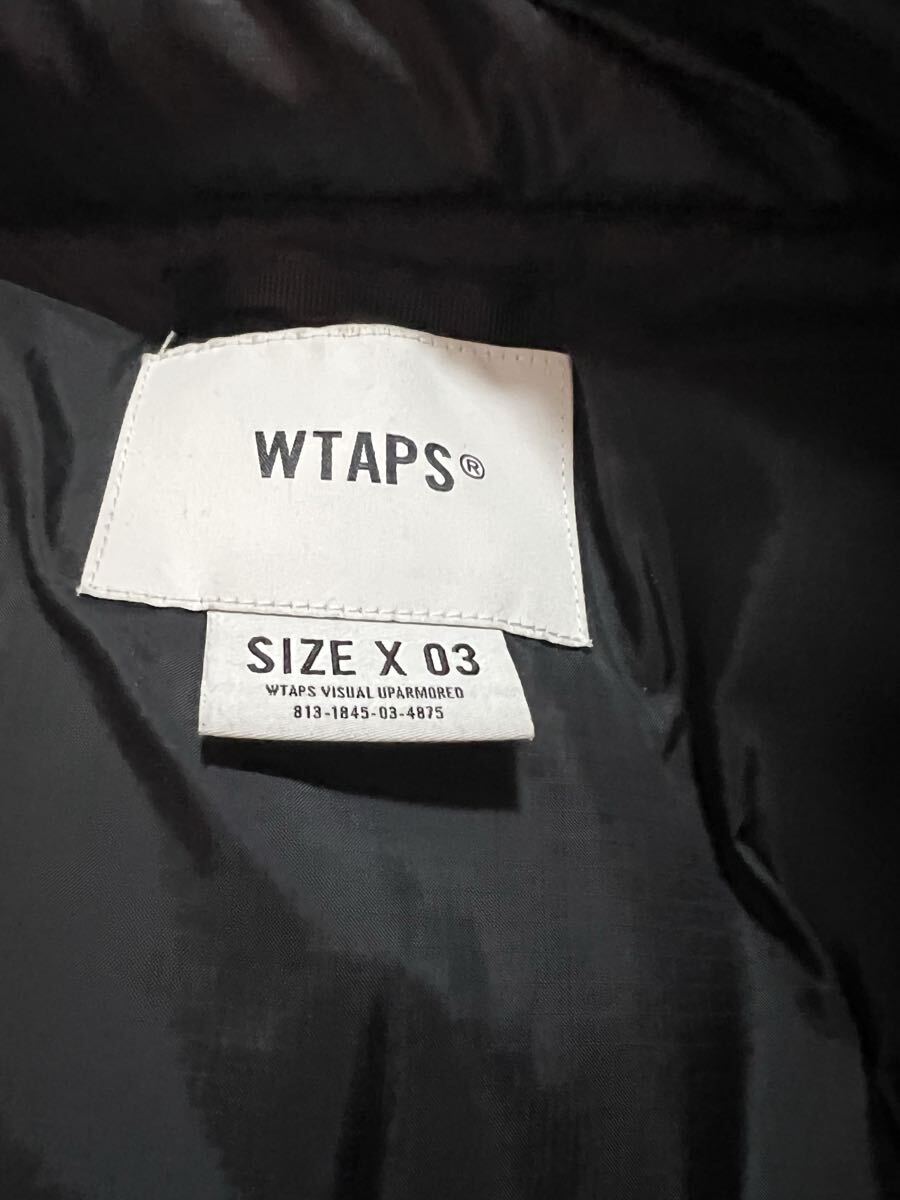 WTAPS®
SIZE X 03
WTAPS VISUAL UPARMORED
813-1845-03-4875